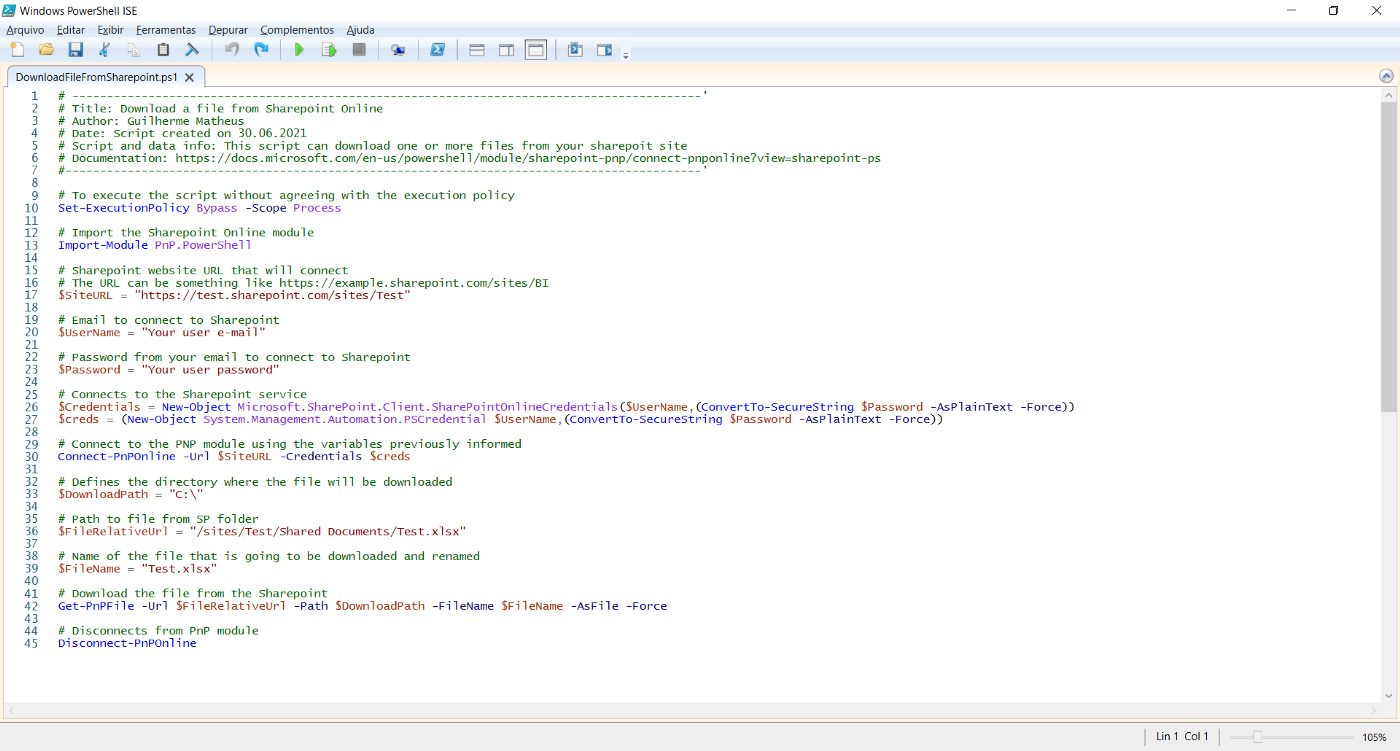 Windows PowerShell ISE
Arquivo Editar Exibir Ferramentas Depurar Complementos Ajuda
DownloadFileFromSharepoint.ps1
1 # -------------------------------------------------------------------------------------------'
2 # Title: Download a file from Sharepoint Online
3 # Author: Guilherme Matheus
4 # Date: Script created on 30.06.2021
5 # Script and data info: This script can download one or more files from your sharepoit site
6 # Documentation: https://docs.microsoft.com/en-us/powershell/module/sharepoint-pnp/connect-pnponline?view=sharepoint-ps
7 #--------------------------------------------------------------------------------------------'
8
9 # To execute the script without agreeing with the execution policy
10 Set-ExecutionPolicy Bypass -Scope Process
11
12 # Import the Sharepoint Online module
13 Import-Module PnP.PowerShell
14
15 # Sharepoint website URL that will connect
16 # The URL can be something like https://example.sharepoint.com/sites/BI
17 $SiteURL = "https://test.sharepoint.com/sites/Test"
18
19 # Email to connect to Sharepoint
20 $UserName = "Your user e-mail"
21
22 # Password from your email to connect to Sharepoint
23 $Password = "Your user password"
24
25 # Connects to the Sharepoint service
26 $Credentials = New-Object Microsoft.SharePoint.Client.SharePointOnlineCredentials($UserName,(ConvertTo-SecureString $Password -AsPlainText -Force))
27 $creds = (New-Object System.Management.Automation.PSCredential $UserName,(ConvertTo-SecureString $Password -AsPlainText -Force))
28
29 # Connect to the PNP module using the variables previously informed
30 Connect-PnPOnline -Url $SiteURL -Credentials $creds
31
32 # Defines the directory where the file will be downloaded
33 $DownloadPath = "C:\"
34
35 # Path to file from SP folder
36 $FileRelativeUrl = "/sites/Test/Shared Documents/Test.xlsx"
37
38 # Name of the file that is going to be downloaded and renamed
39 $FileName = "Test.xlsx"
40
41 # Download the file from the Sharepoint
42 Get-PnPFile -Url $FileRelativeUrl -Path $DownloadPath -FileName $FileName -AsFile -Force
43
44 # Disconnects from PnP module
45 Disconnect-PnPOnline
Lin 1 Col 1 105%